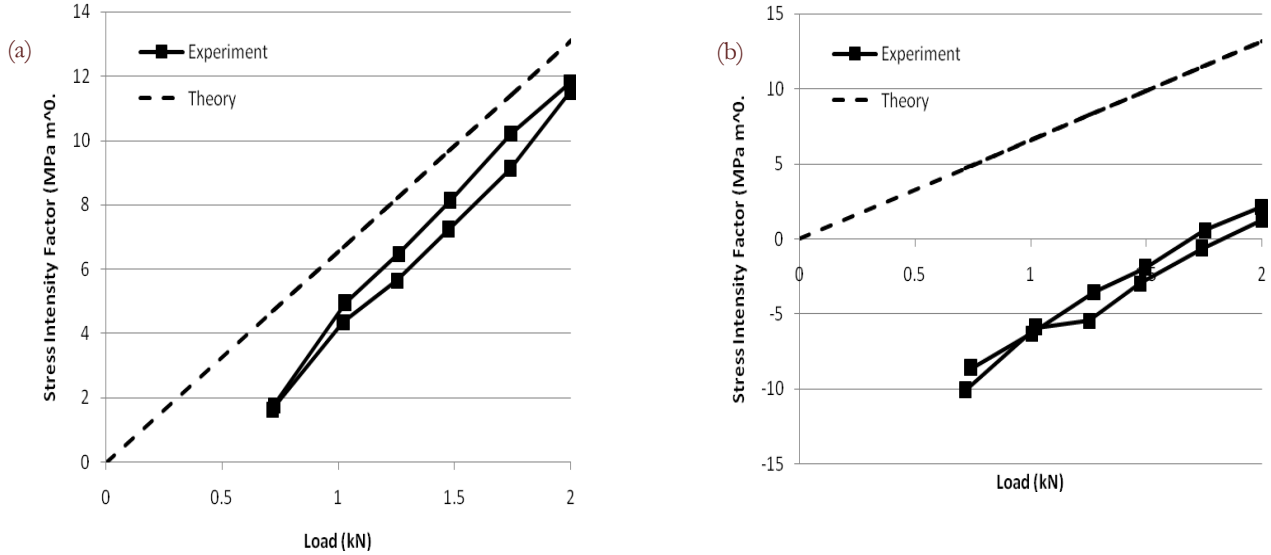 (a)
Stress Intensity Factor (MPa m^0.
14
12
10
8
6
4
2
0
Experiment
Theory
0 0.5 1 1.5 2
Load (kN)
(b)
Stress Intensity Factor (MPa m^0.
15
10
5
0
-5
-10
-15
Experiment
Theory
0 0.5 1 2
Load (kN)